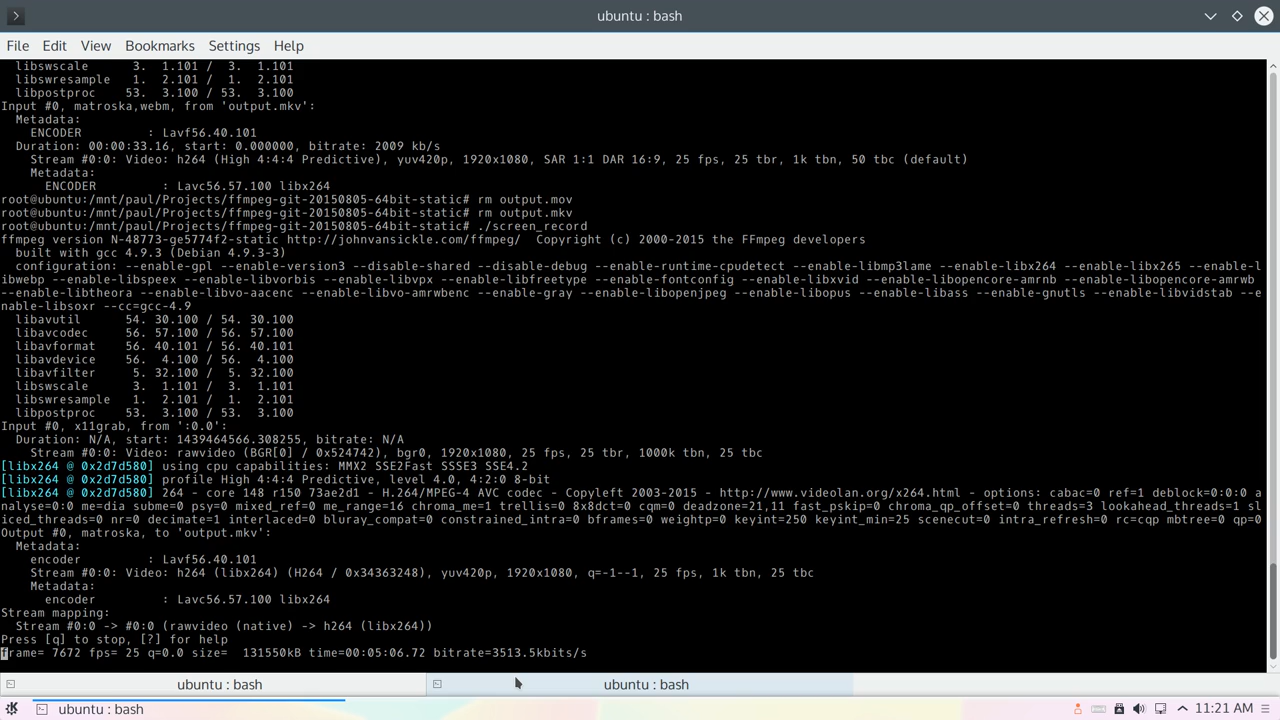 ubuntu : bash
File Edit View Bookmarks Settings Help
libswscale 3. 1.101 / 3. 1.101
libswresample 1. 2.101 / 1. 2.101
libpostproc 53. 3.100 / 53. 3.100
Input #0, matroska,webm, from 'output.mkv':
Metadata:
ENCODER : Lavf56.40.101
Duration: 00:00:33.16, start: 0.000000, bitrate: 2009 kb/s
Stream #0:0: Video: h264 (High 4:4:4 Predictive), yuv420p, 1920x1080, SAR 1:1 DAR 16:9, 25 fps, 25 tbr, 1k tbn, 50 tbc (default)
Metadata:
ENCODER : Lavc56.57.100 libx264
root@ubuntu:/mnt/paul/Projects/ffmpeg-git-20150805-64bit-static# rm output.mov
root@ubuntu:/mnt/paul/Projects/ffmpeg-git-20150805-64bit-static# rm output.mkv
root@ubuntu:/mnt/paul/Projects/ffmpeg-git-20150805-64bit-static# ./screen_record
ffmpeg version N-48773-ge5774f2-static http://johnvansickle.com/ffmpeg/ Copyright (c) 2000-2015 the FFmpeg developers
built with gcc 4.9.3 (Debian 4.9.3-3)
configuration: --enable-gpl --enable-version3 --disable-shared --disable-debug --enable-runtime-cpudetect --enable-libmp3lame --enable-libx264 --enable-libx265 --enable-l
ibwebp --enable-libspeex --enable-libvorbis --enable-libvpx --enable-libfreetype --enable-fontconfig --enable-libxvid --enable-libopencore-amrnb --enable-libopencore-amrwb
--enable-libtheora --enable-libvo-aacenc --enable-libvo-amrwbenc --enable-gray --enable-libopenjpeg --enable-libopus --enable-libass --enable-gnutls --enable-libvidstab --e
nable-libsoxr --cc=gcc-4.9
libavutil 54. 30.100 / 54. 30.100
libavcodec 56. 57.100 / 56. 57.100
libavformat 56. 40.101 / 56. 40.101
libavdevice 56. 4.100 / 56. 4.100
libavfilter 5. 32.100 / 5. 32.100
libswscale 3. 1.101 / 3. 1.101
libswresample 1. 2.101 / 1. 2.101
libpostproc 53. 3.100 / 53. 3.100
Input #0, x11grab, from ':0.0':
Duration: N/A, start: 1439464566.308255, bitrate: N/A
Stream #0:0: Video: rawvideo (BGR[0] / 0x524742), bgr0, 1920x1080, 25 fps, 25 tbr, 1000k tbn, 25 tbc
[libx264 @ 0x2d7d580] using cpu capabilities: MMX2 SSE2Fast SSSE3 SSE4.2
[libx264 @ 0x2d7d580] profile High 4:4:4 Predictive, level 4.0, 4:2:0 8-bit
[libx264 @ 0x2d7d580] 264 - core 148 r150 73ae2d1 - H.264/MPEG-4 AVC codec - Copyleft 2003-2015 - http://www.videolan.org/x264.html - options: cabac=0 ref=1 deblock=0:0:0 a
nalyse=0:0 me=dia subme=0 psy=0 mixed_ref=0 me_range=16 chroma_me=1 trellis=0 8x8dct=0 cqm=0 deadzone=21,11 fast_pskip=0 chroma_qp_offset=0 threads=3 lookahead_threads=1 sl
iced_threads=0 nr=0 decimate=1 interlaced=0 bluray_compat=0 constrained_intra=0 bframes=0 weightp=0 keyint=250 keyint_min=25 scenecut=0 intra_refresh=0 rc=cqp mbtree=0 qp=0
Output #0, matroska, to 'output.mkv':
Metadata:
encoder : Lavf56.40.101
Stream #0:0: Video: h264 (libx264) (H264 / 0x34363248), yuv420p, 1920x1080, q=-1--1, 25 fps, 1k tbn, 25 tbc
Metadata:
encoder : Lavc56.57.100 libx264
Stream mapping:
Stream #0:0 -> #0:0 (rawvideo (native) -> h264 (libx264))
Press [q] to stop, [?] for help
frame= 7672 fps= 25 q=0.0 size= 131550kB time=00:05:06.72 bitrate=3513.5kbits/s
ubuntu : bash ubuntu : bash
ubuntu : bash 11:21 AM